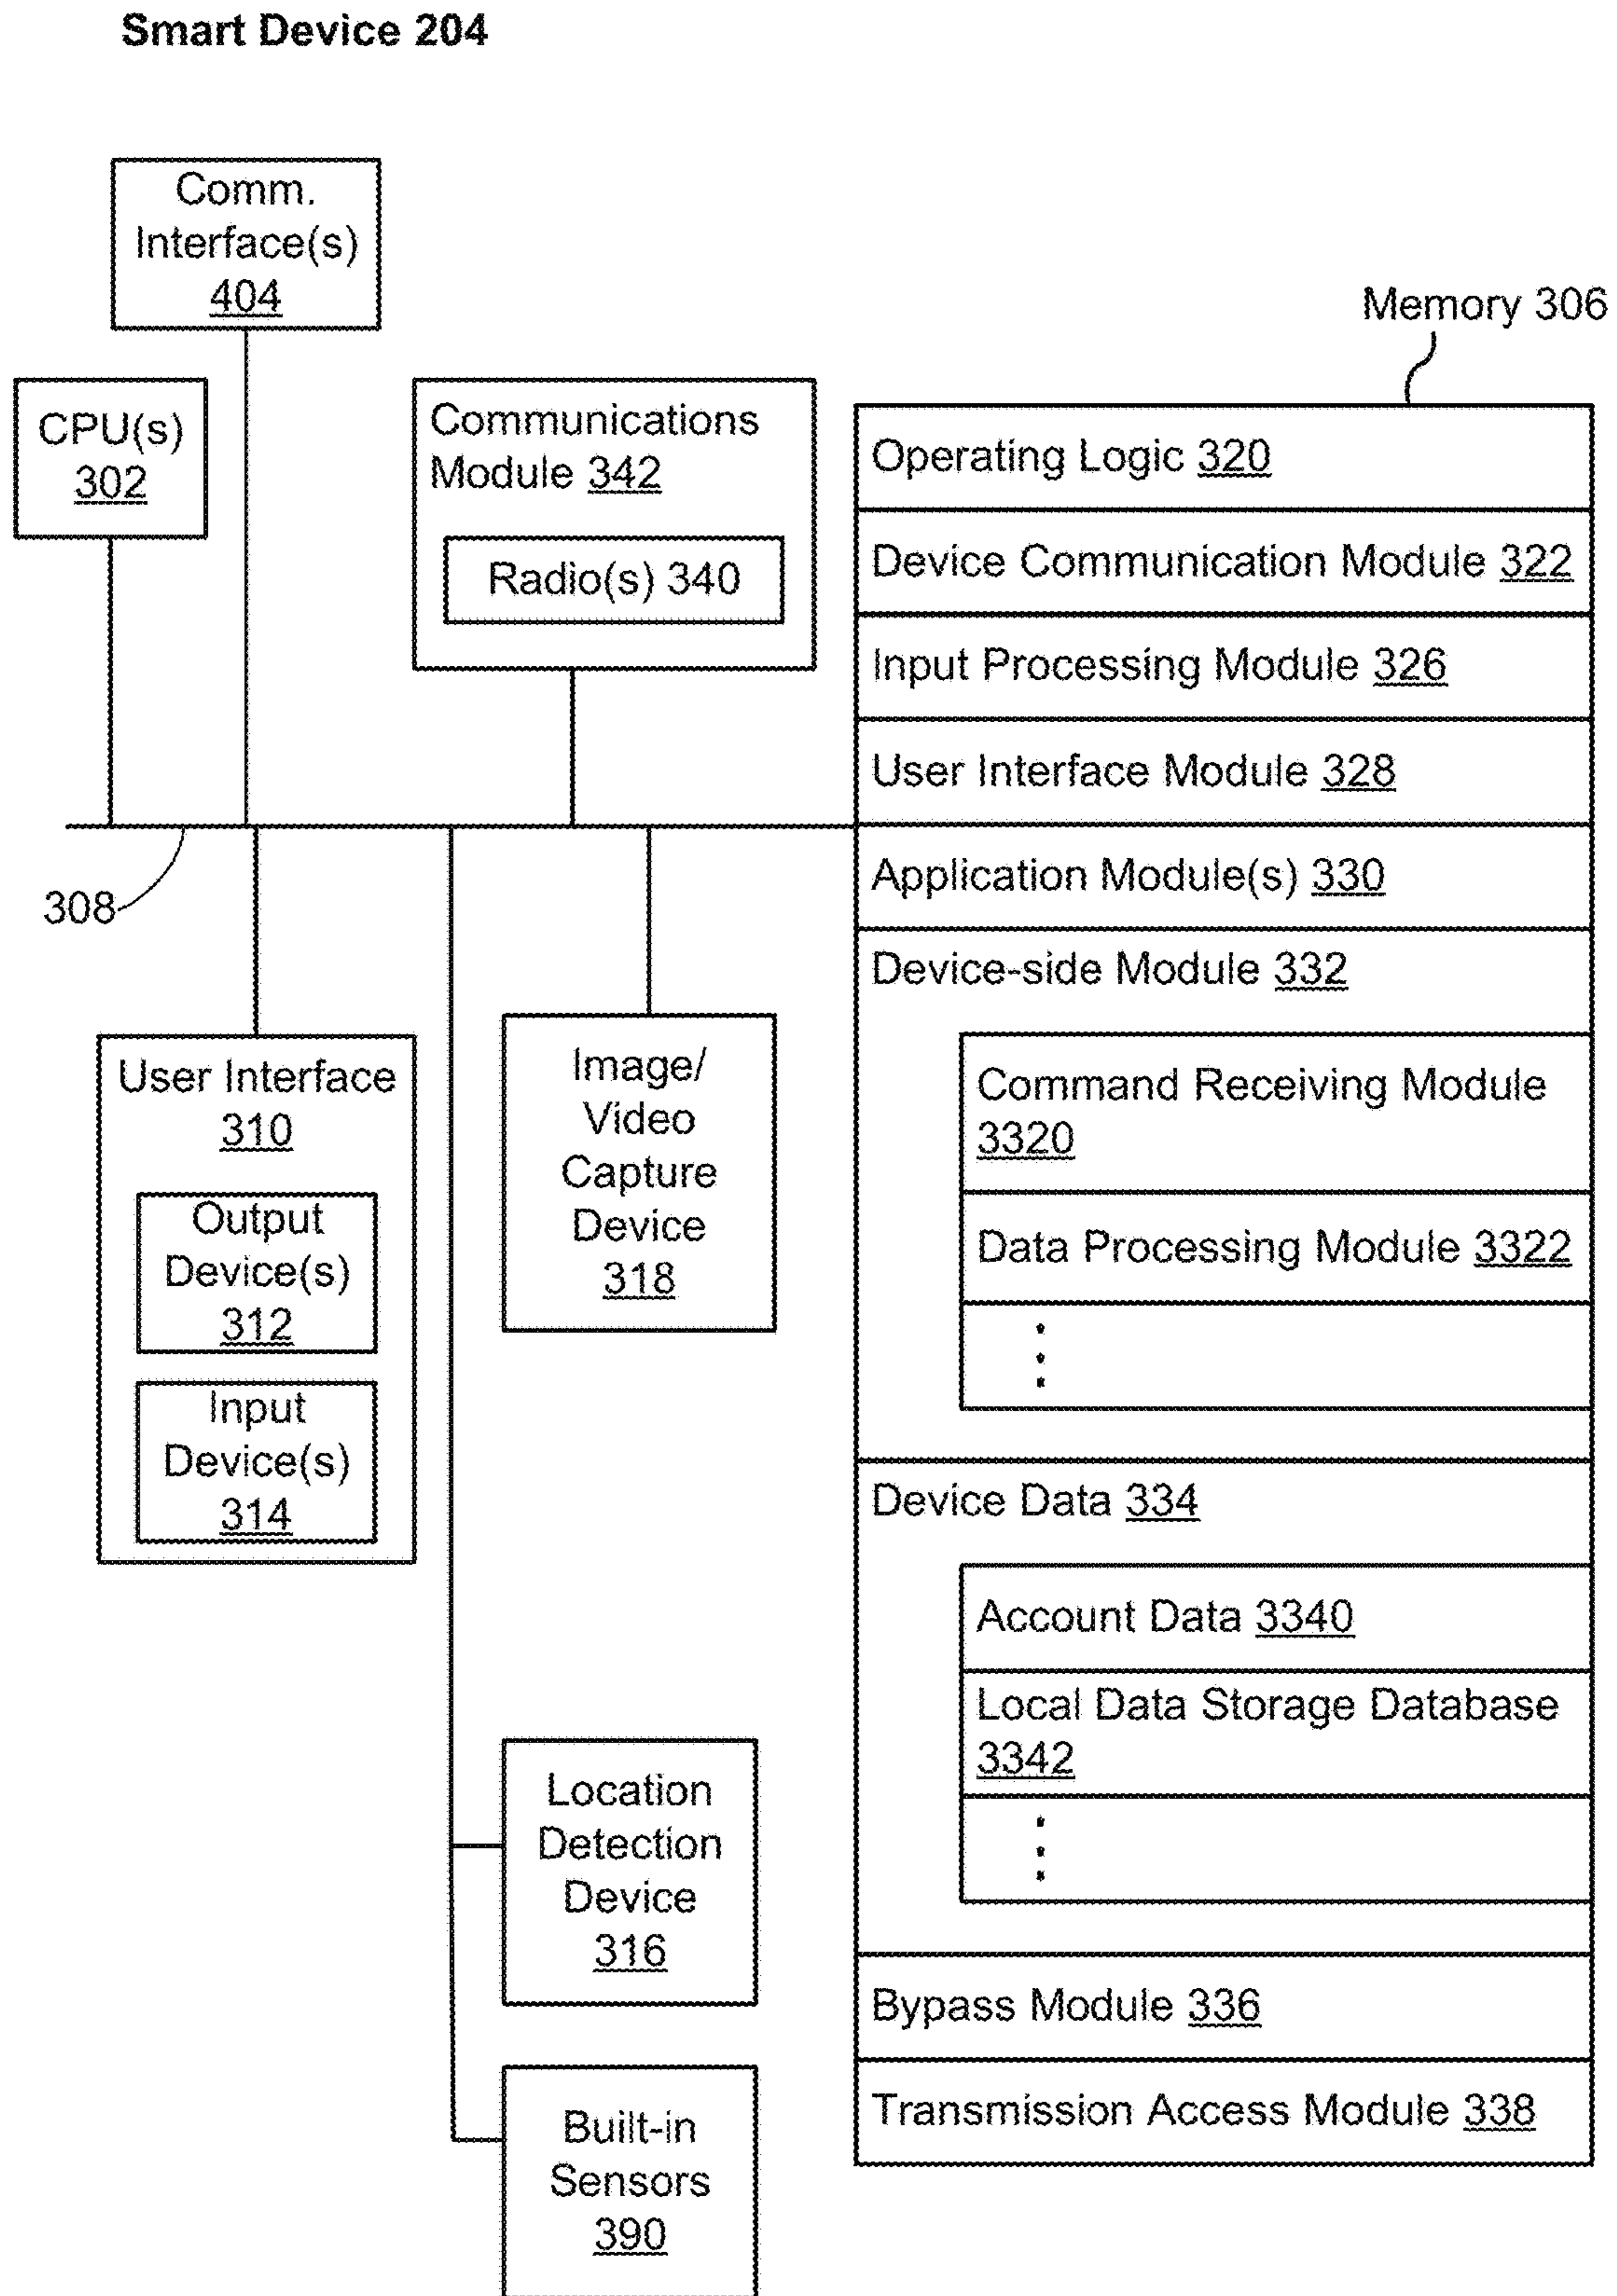 Smart Device 204
Comm.
Interface(s)
404
Memory 306
CPU(s)
302
Communications
Module 342
Radio(s) 340
308
User Interface
310
Output
Device(s)
312
Input
Device(s)
314
Image/
Video
Capture
Device
318
Location
Detection
Device
316
Built-in
Sensors
390
Operating Logic 320
Device Communication Module 322
Input Processing Module 326
User Interface Module 328
Application Module(s) 330
Device-side Module 332
Command Receiving Module
3320
Data Processing Module 3322
Device Data 334
Account Data 3340
Local Data Storage Database
3342
Bypass Module 336
Transmission Access Module 338